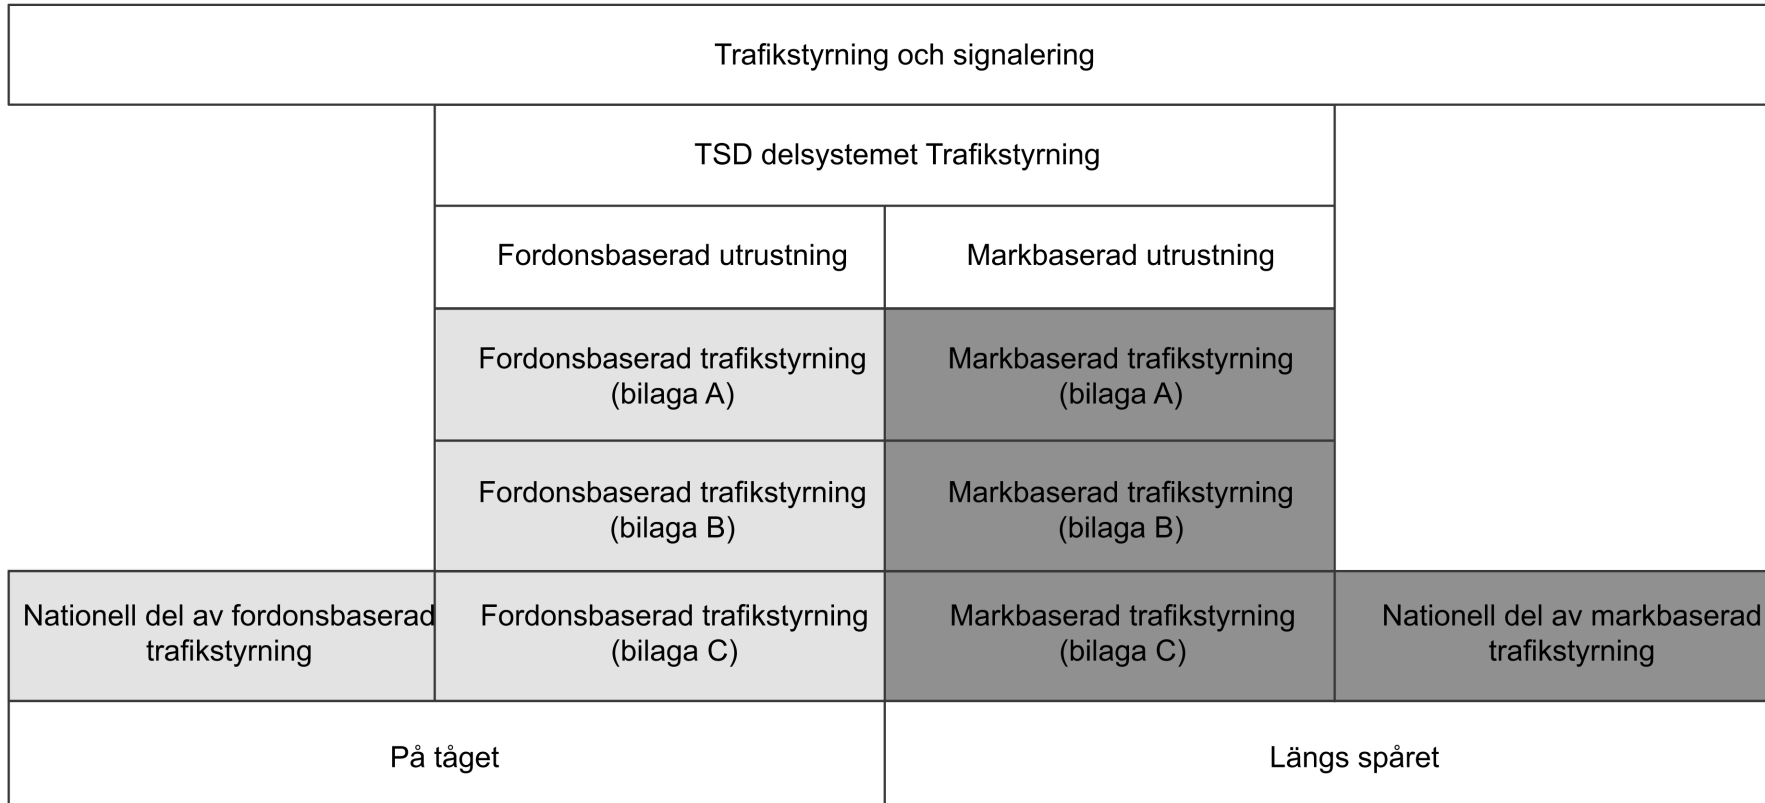 Trafikstyrning och signalering
TSD delsystemet Trafikstyrning
Fordonsbaserad utrustning
Markbaserad utrustning
Fordonsbaserad trafikstyrning
(bilaga A)
Markbaserad trafikstyrning
(bilaga A)
Fordonsbaserad trafikstyrning
(bilaga B)
Markbaserad trafikstyrning
(bilaga B)
Nationell del av fordonsbaserad
trafikstyrning
Fordonsbaserad trafikstyrning
(bilaga C)
Markbaserad trafikstyrning
(bilaga C)
Nationell del av markbaserad
trafikstyrning
På tåget
Längs spåret